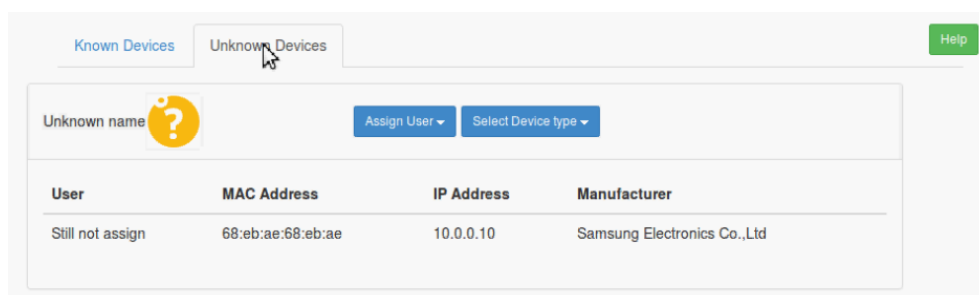 Known Devices Unknown Devices Help
Unknown name ? Assign User Select Device type
User MAC Address IP Address Manufacturer
Still not assign 68:eb:ae:68:eb:ae 10.0.0.10 Samsung Electronics Co.,Ltd